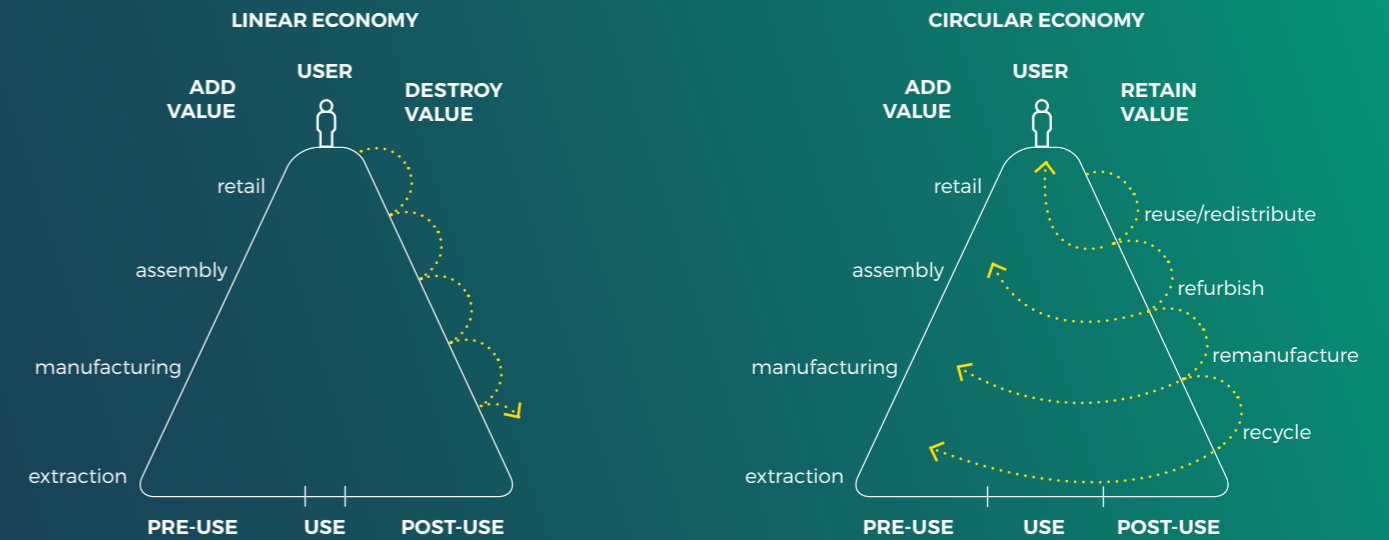 LINEAR ECONOMY
USER
ADD
VALUE
DESTROY
VALUE
retail
assembly
manufacturing
extraction
PRE-USE
USE
POST-USE
CIRCULAR ECONOMY
USER
ADD
VALUE
RETAIN
VALUE
retail
reuse/redistribute
assembly
refurbish
remanufacture
manufacturing
recycle
extraction
PRE-USE
USE
POST-USE